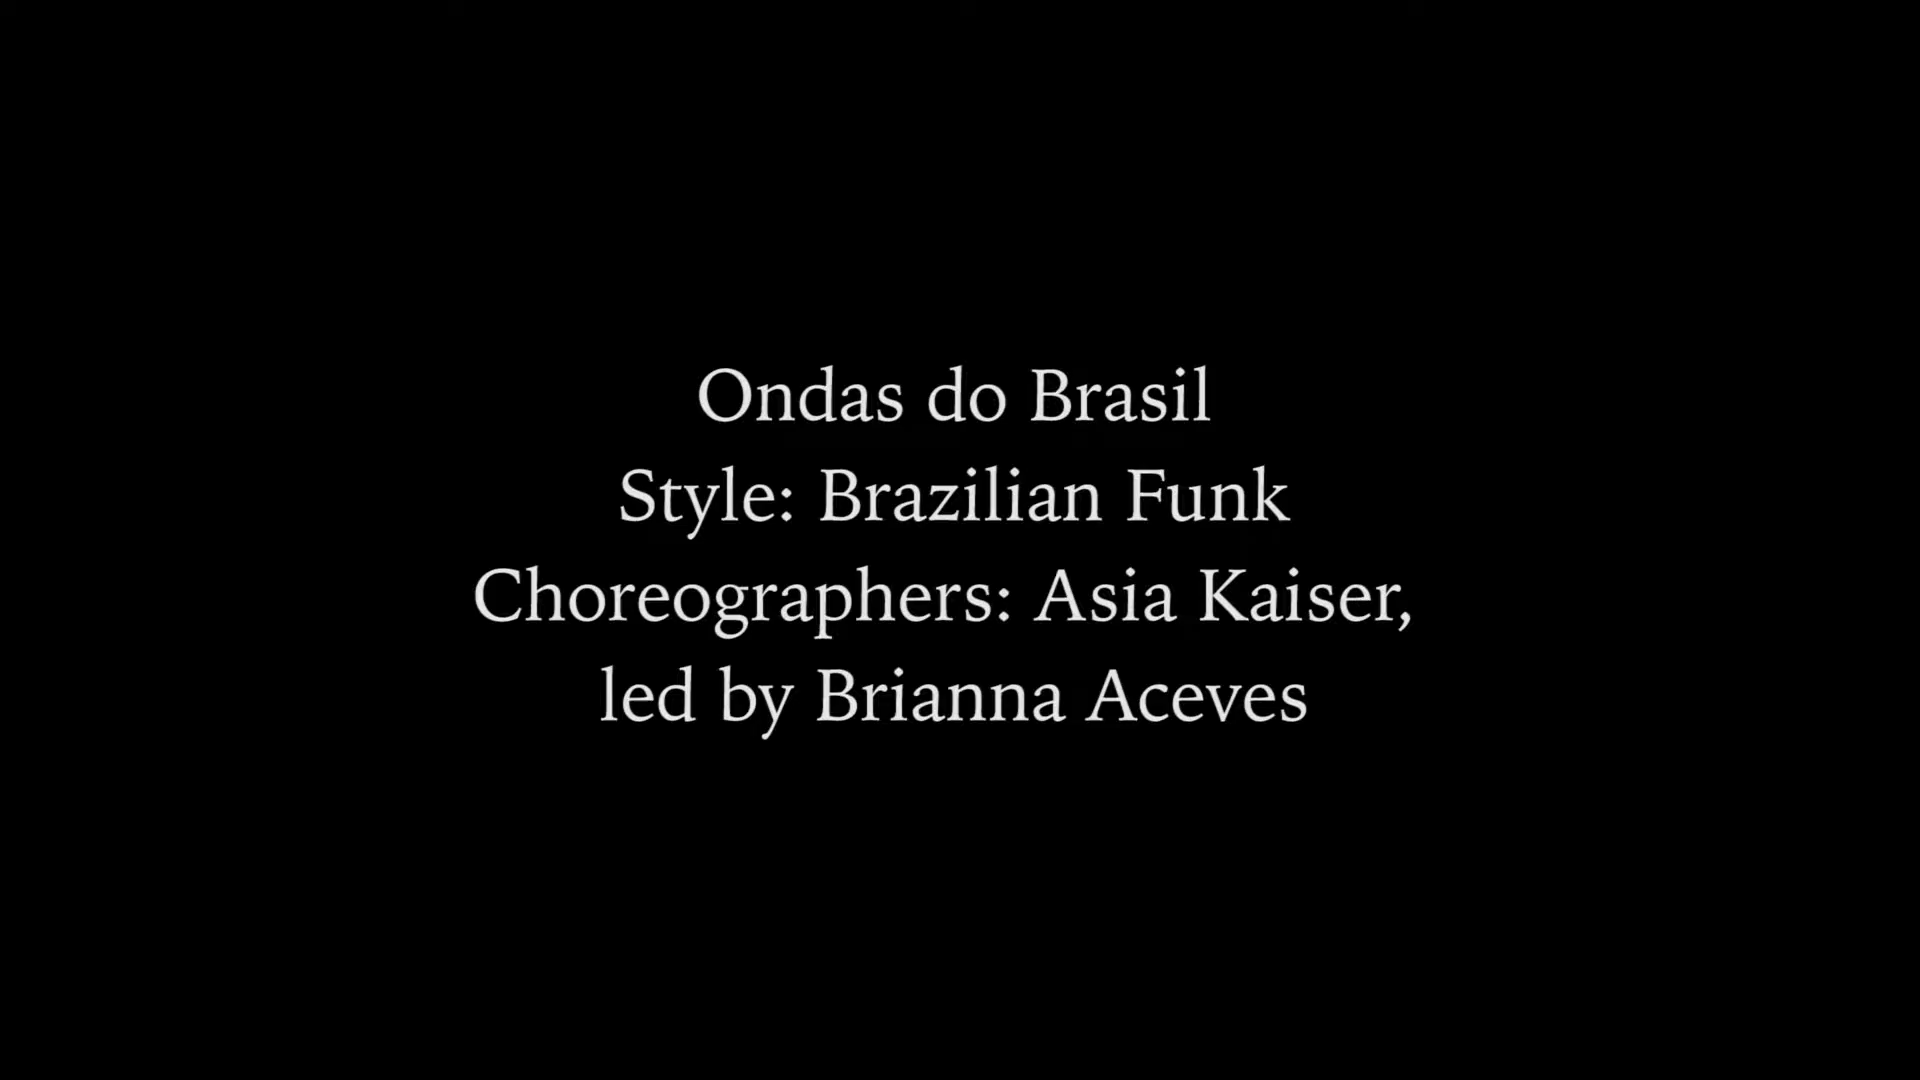 Ondas do Brasil
Style: Brazilian Funk
Choreographers: Asia Kaiser,
led by Brianna Aceves